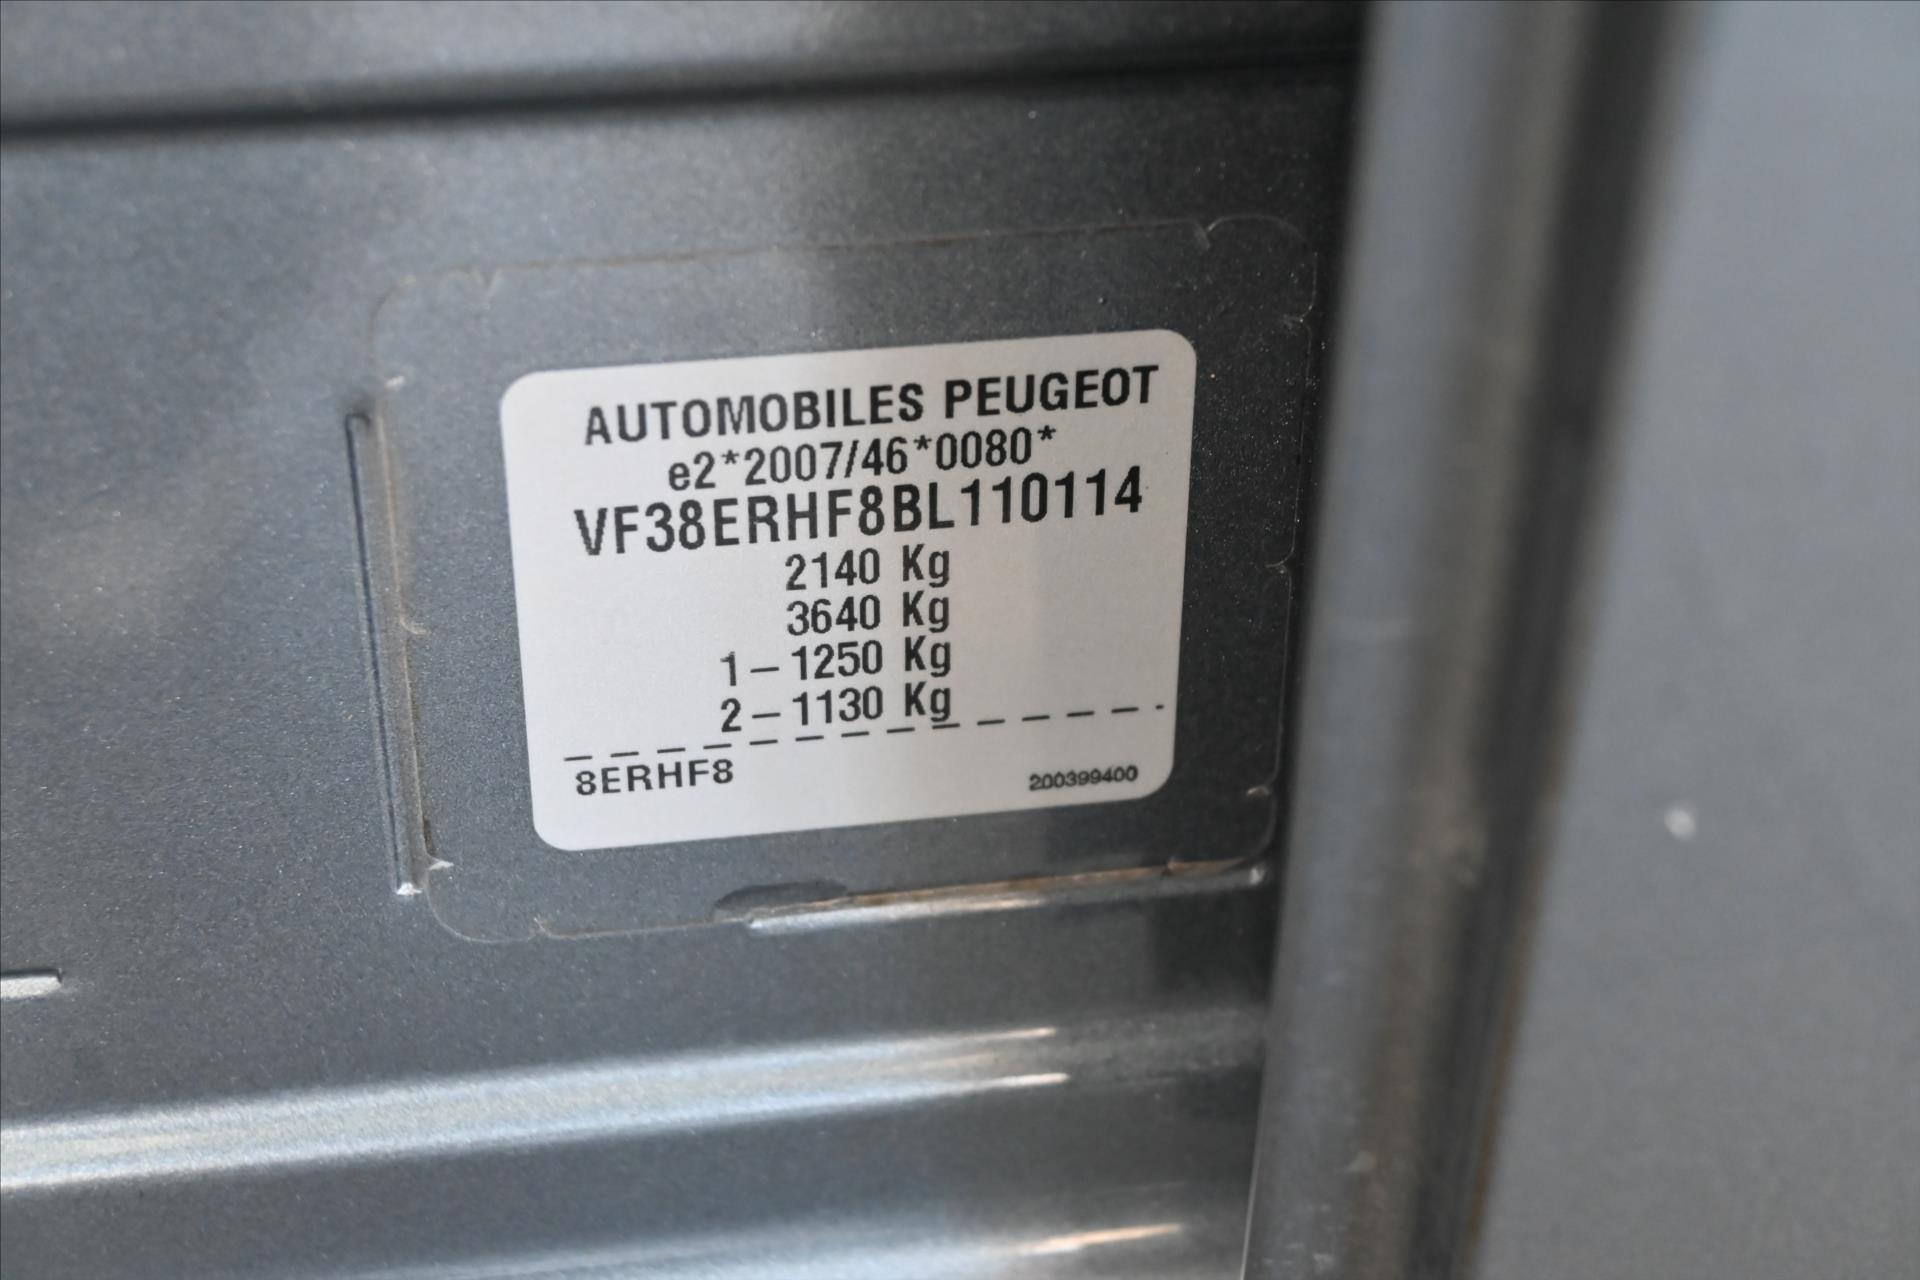 AUTOMOBILES PEUGEOT
e2*2007/46*0080*
VF38ERHF8BL110114
2140 Kg
3640 Kg
1–1250 Kg
2–1130 Kg
8ERHF8 200399400